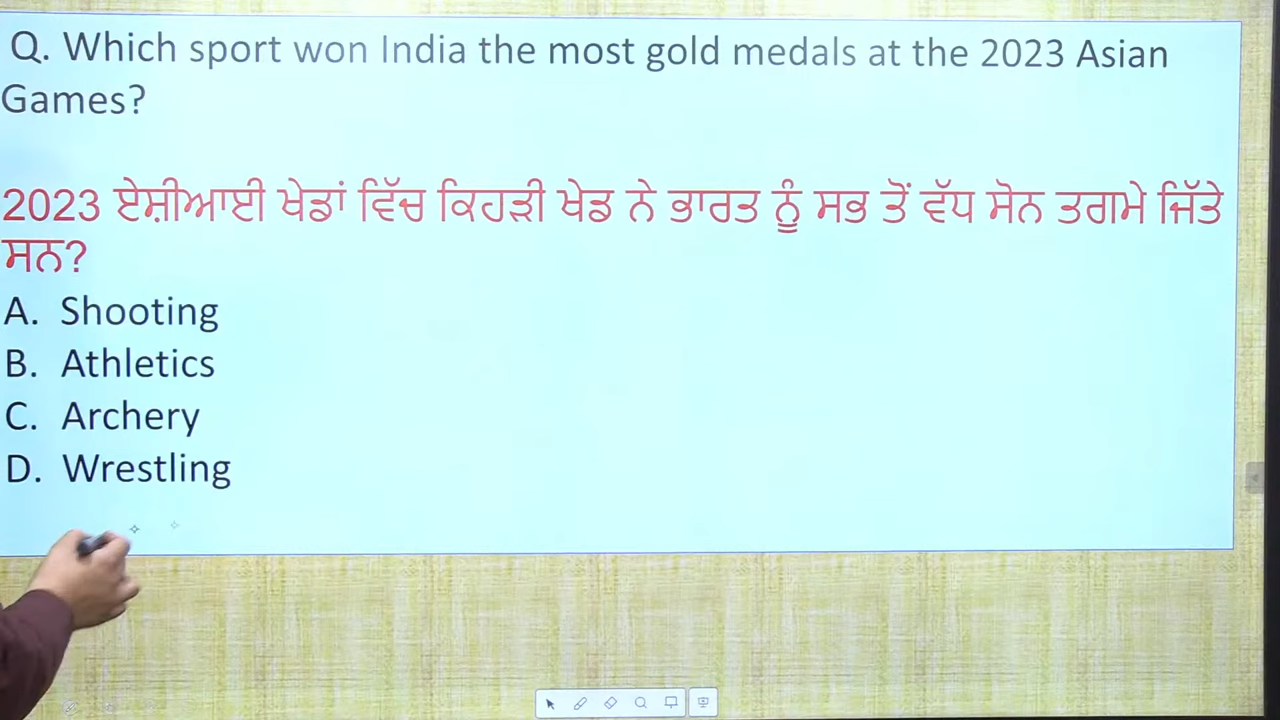 Q. Which sport won India the most gold medals at the 2023 Asian
Games?
2023 ਏਸ਼ੀਆਈ ਖੇਡਾਂ ਵਿੱਚ ਕਿਹੜੀ ਖੇਡ ਨੇ ਭਾਰਤ ਨੂੰ ਸਭ ਤੋਂ ਵੱਧ ਸੋਨ ਤਗਮੇ ਜਿੱਤੇ
ਸਨ?
A. Shooting
B. Athletics
C. Archery
D. Wrestling